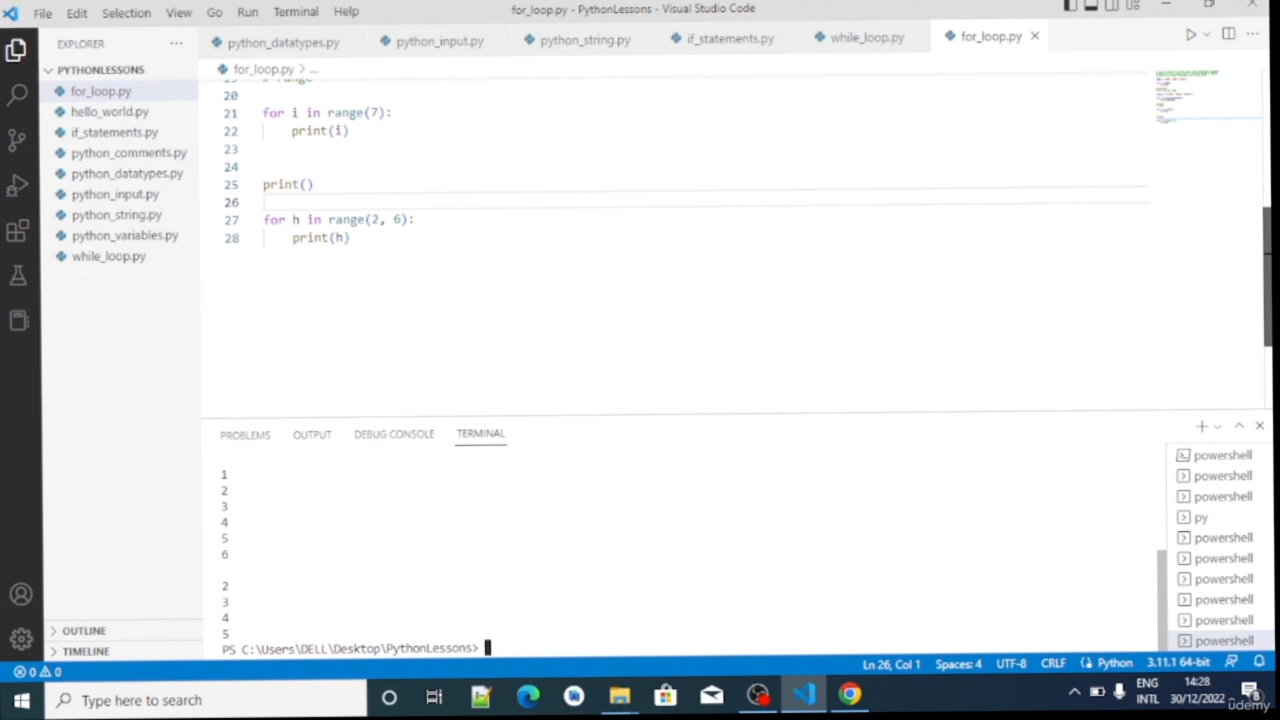 File Edit Selection View Go Run Terminal Help
for_loop.py - PythonLessons - Visual Studio Code
EXPLORER
python_datatypes.py python_input.py python_string.py if_statements.py while_loop.py for_loop.py
PYTHONLESSONS
for_loop.py
hello_world.py
if_statements.py
python_comments.py
python_datatypes.py
python_input.py
python_string.py
python_variables.py
while_loop.py
OUTLINE
TIMELINE
for_loop.py > ...
19 # range
20
21 for i in range(7):
22 print(i)
23
24
25 print()
26
27 for h in range(2, 6):
28 print(h)
PROBLEMS OUTPUT DEBUG CONSOLE TERMINAL
1
2
3
4
5
6
2
3
4
5
PS C:\Users\DELL\Desktop\PythonLessons>
powershell
powershell
powershell
py
powershell
powershell
powershell
powershell
powershell
powershell
0 0 Ln 26, Col 1 Spaces: 4 UTF-8 CRLF Python 3.11.1 64-bit
Type here to search
ENG
INTL
14:28
30/12/2022
8
udemy